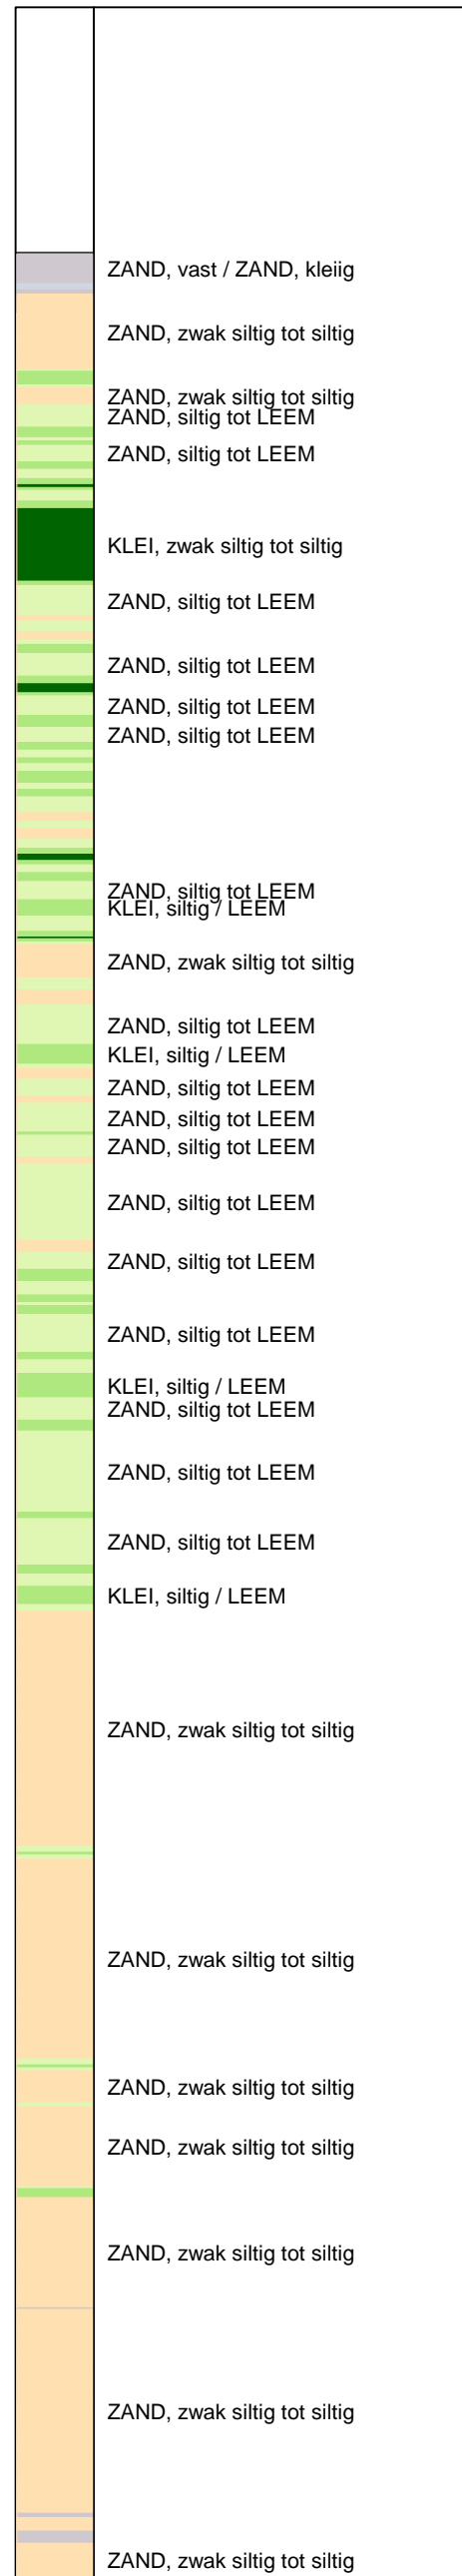 ZAND, vast / ZAND, kleiig
ZAND, zwak siltig tot siltig
ZAND, zwak siltig tot siltig
ZAND, siltig tot LEEM
ZAND, siltig tot LEEM
KLEI, zwak siltig tot siltig
ZAND, siltig tot LEEM
ZAND, siltig tot LEEM
ZAND, siltig tot LEEM
ZAND, siltig tot LEEM
ZAND, siltig tot LEEM
KLEI, siltig / LEEM
ZAND, zwak siltig tot siltig
ZAND, siltig tot LEEM
KLEI, siltig / LEEM
ZAND, siltig tot LEEM
ZAND, siltig tot LEEM
ZAND, siltig tot LEEM
ZAND, siltig tot LEEM
ZAND, siltig tot LEEM
ZAND, siltig tot LEEM
KLEI, siltig / LEEM
ZAND, siltig tot LEEM
ZAND, siltig tot LEEM
ZAND, siltig tot LEEM
KLEI, siltig / LEEM
ZAND, zwak siltig tot siltig
ZAND, zwak siltig tot siltig
ZAND, zwak siltig tot siltig
ZAND, zwak siltig tot siltig
ZAND, zwak siltig tot siltig
ZAND, zwak siltig tot siltig
ZAND, zwak siltig tot siltig